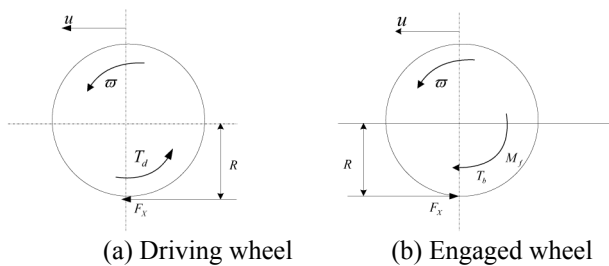 u
ϖ
T_d
R
F_X
(a) Driving wheel
u
ϖ
R
M_f
T_b
F_X
(b) Engaged wheel